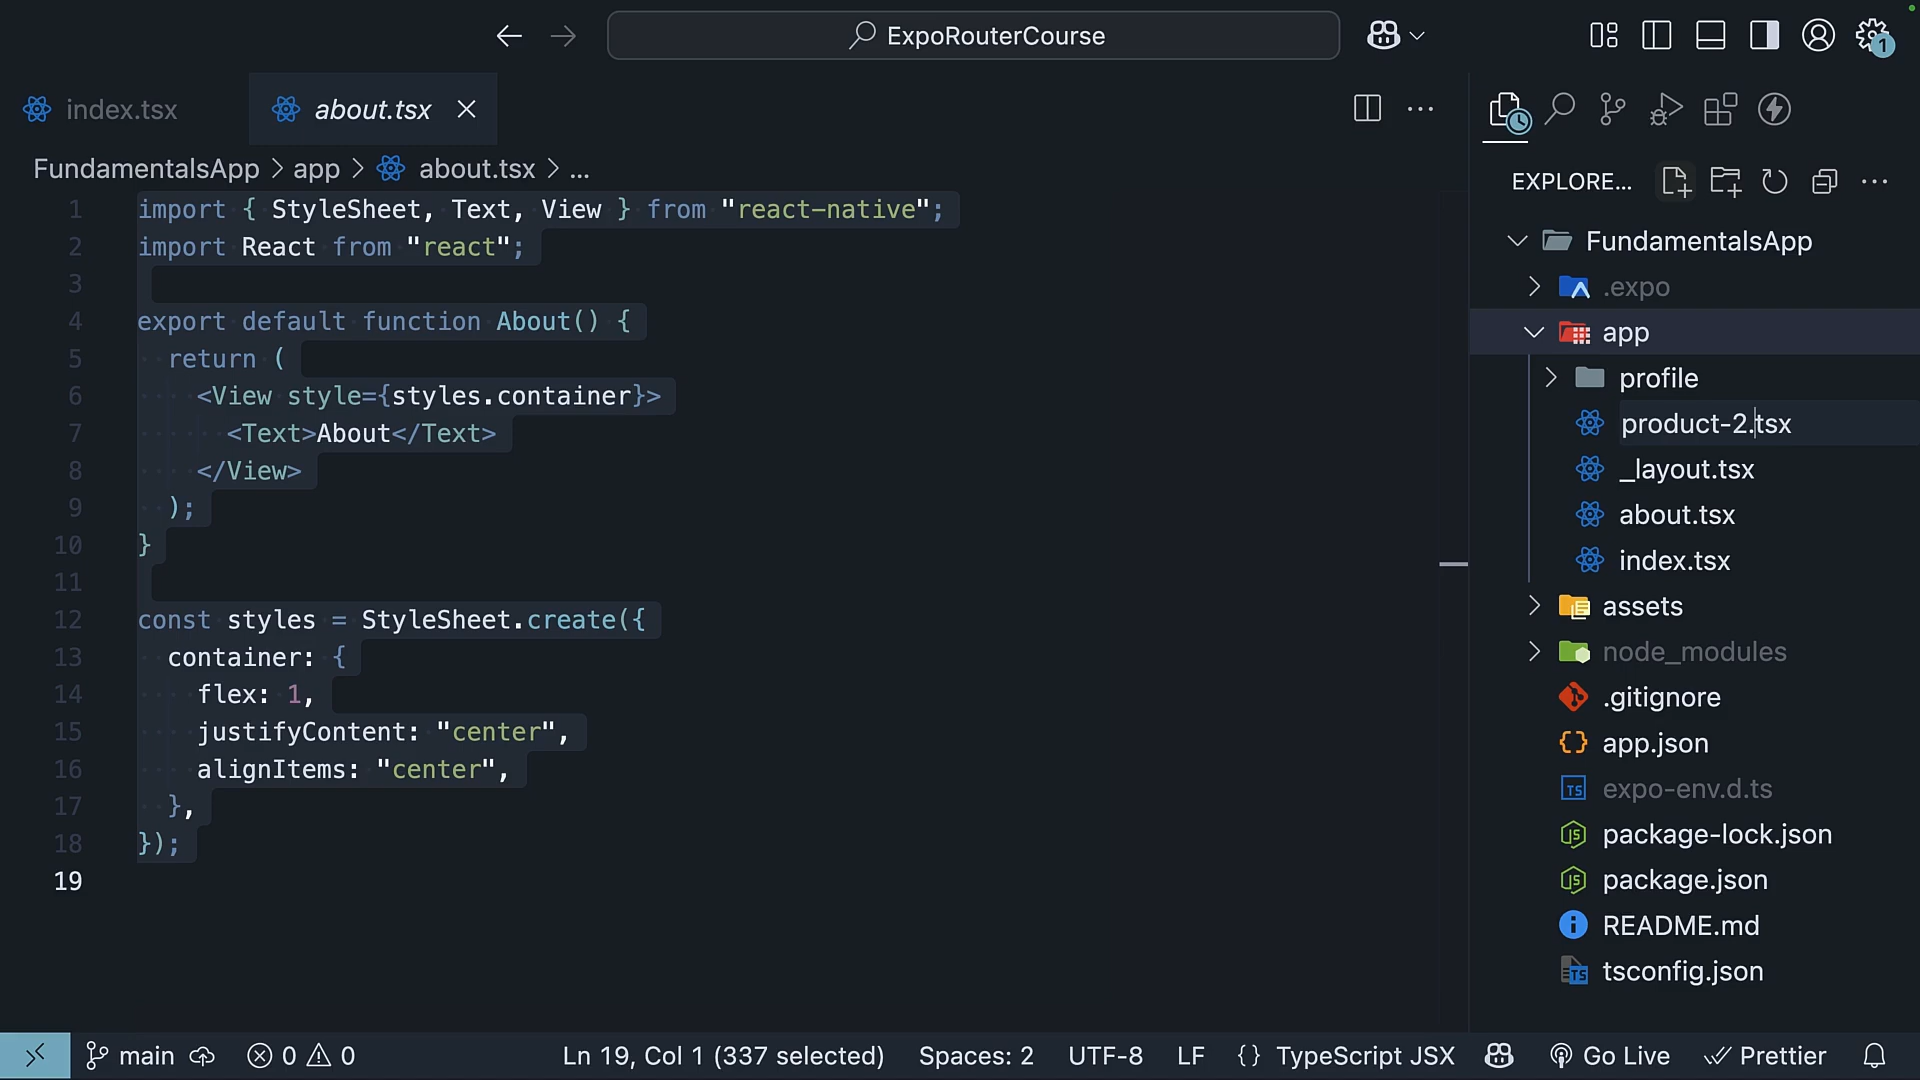 ExpoRouterCourse
1
index.tsx
about.tsx
FundamentalsApp > app > about.tsx > ...
1 import { StyleSheet, Text, View } from "react-native";
2 import React from "react";
3
4 export default function About() {
5 return (
6 <View style={styles.container}>
7 <Text>About</Text>
8 </View>
9 );
10 }
11
12 const styles = StyleSheet.create({
13 container: {
14 flex: 1,
15 justifyContent: "center",
16 alignItems: "center",
17 },
18 });
19
EXPLORE...
FundamentalsApp
.expo
app
profile
product-2.tsx
_layout.tsx
about.tsx
index.tsx
assets
node_modules
.gitignore
app.json
expo-env.d.ts
package-lock.json
package.json
README.md
tsconfig.json
main 0 0 Ln 19, Col 1 (337 selected) Spaces: 2 UTF-8 LF {} TypeScript JSX Go Live Prettier